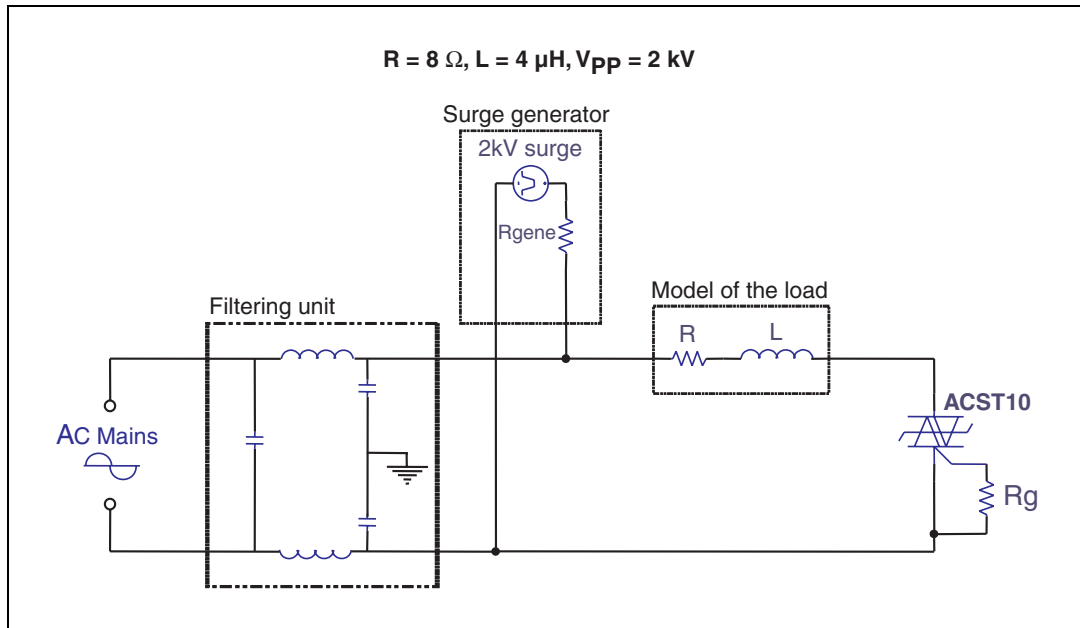 R = 8 Ω, L = 4 µH, VPP = 2 kV
Surge generator
2kV surge
Rgene
Filtering unit
Model of the load
R
L
ACST10
AC Mains
Rg